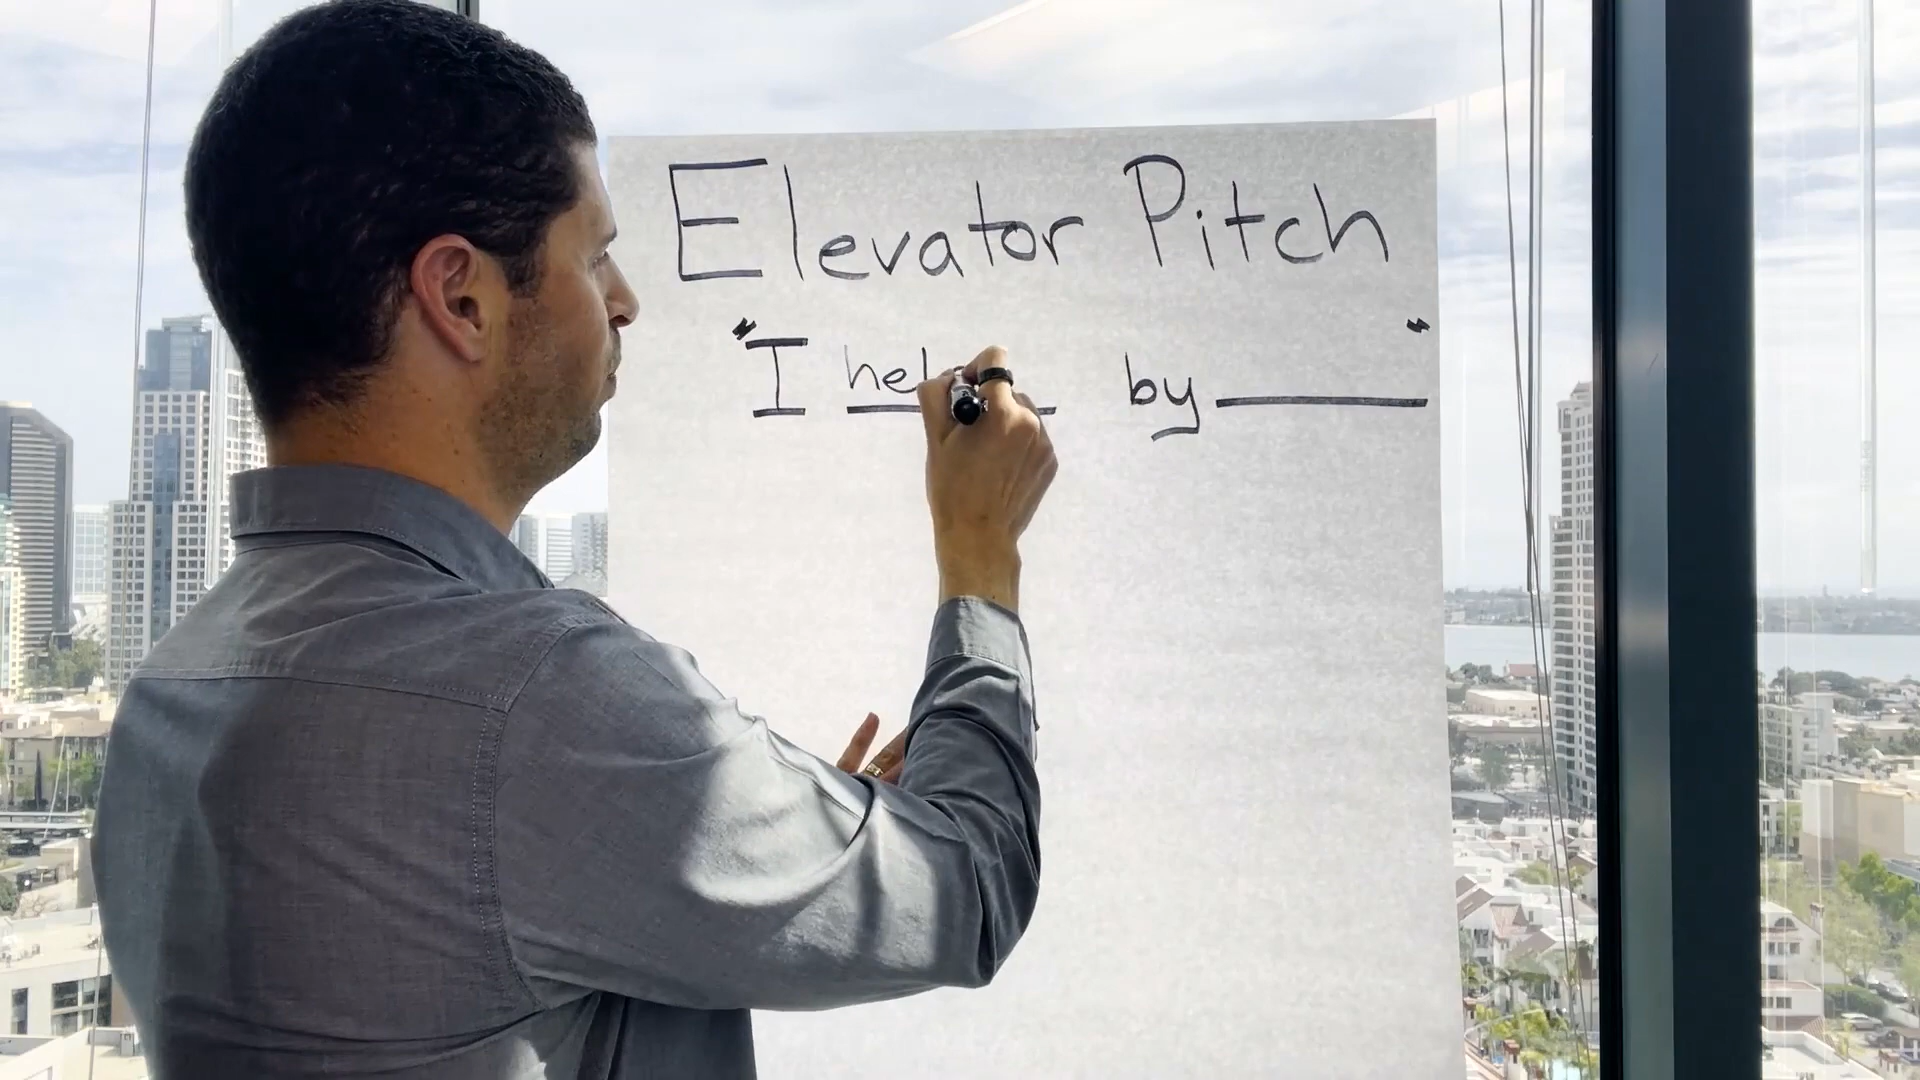 Elevator Pitch
"I hel by ______"